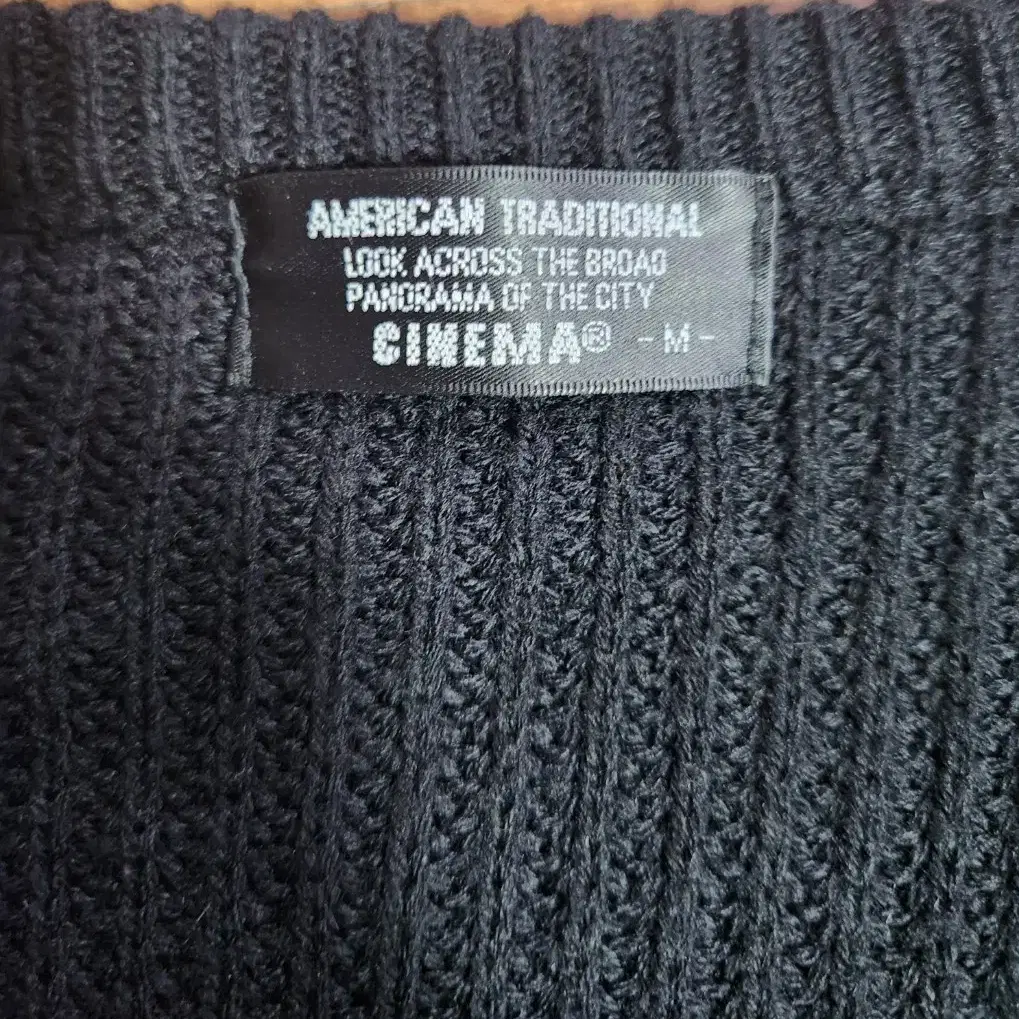 AMERICAN TRADITIONAL
LOOK ACROSS THE BROAD
PANORAMA OF THE CITY
CINEMA® -M-